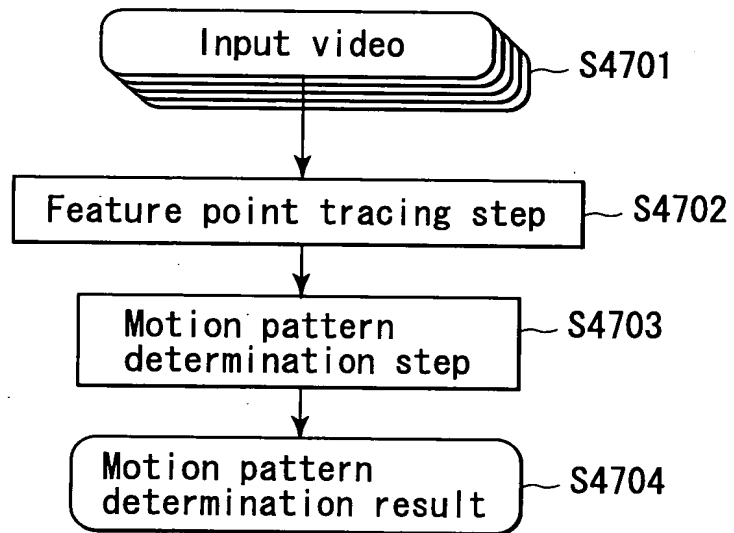 Input video
S4701
Feature point tracing step
S4702
Motion pattern
determination step
S4703
Motion pattern
determination result
S4704